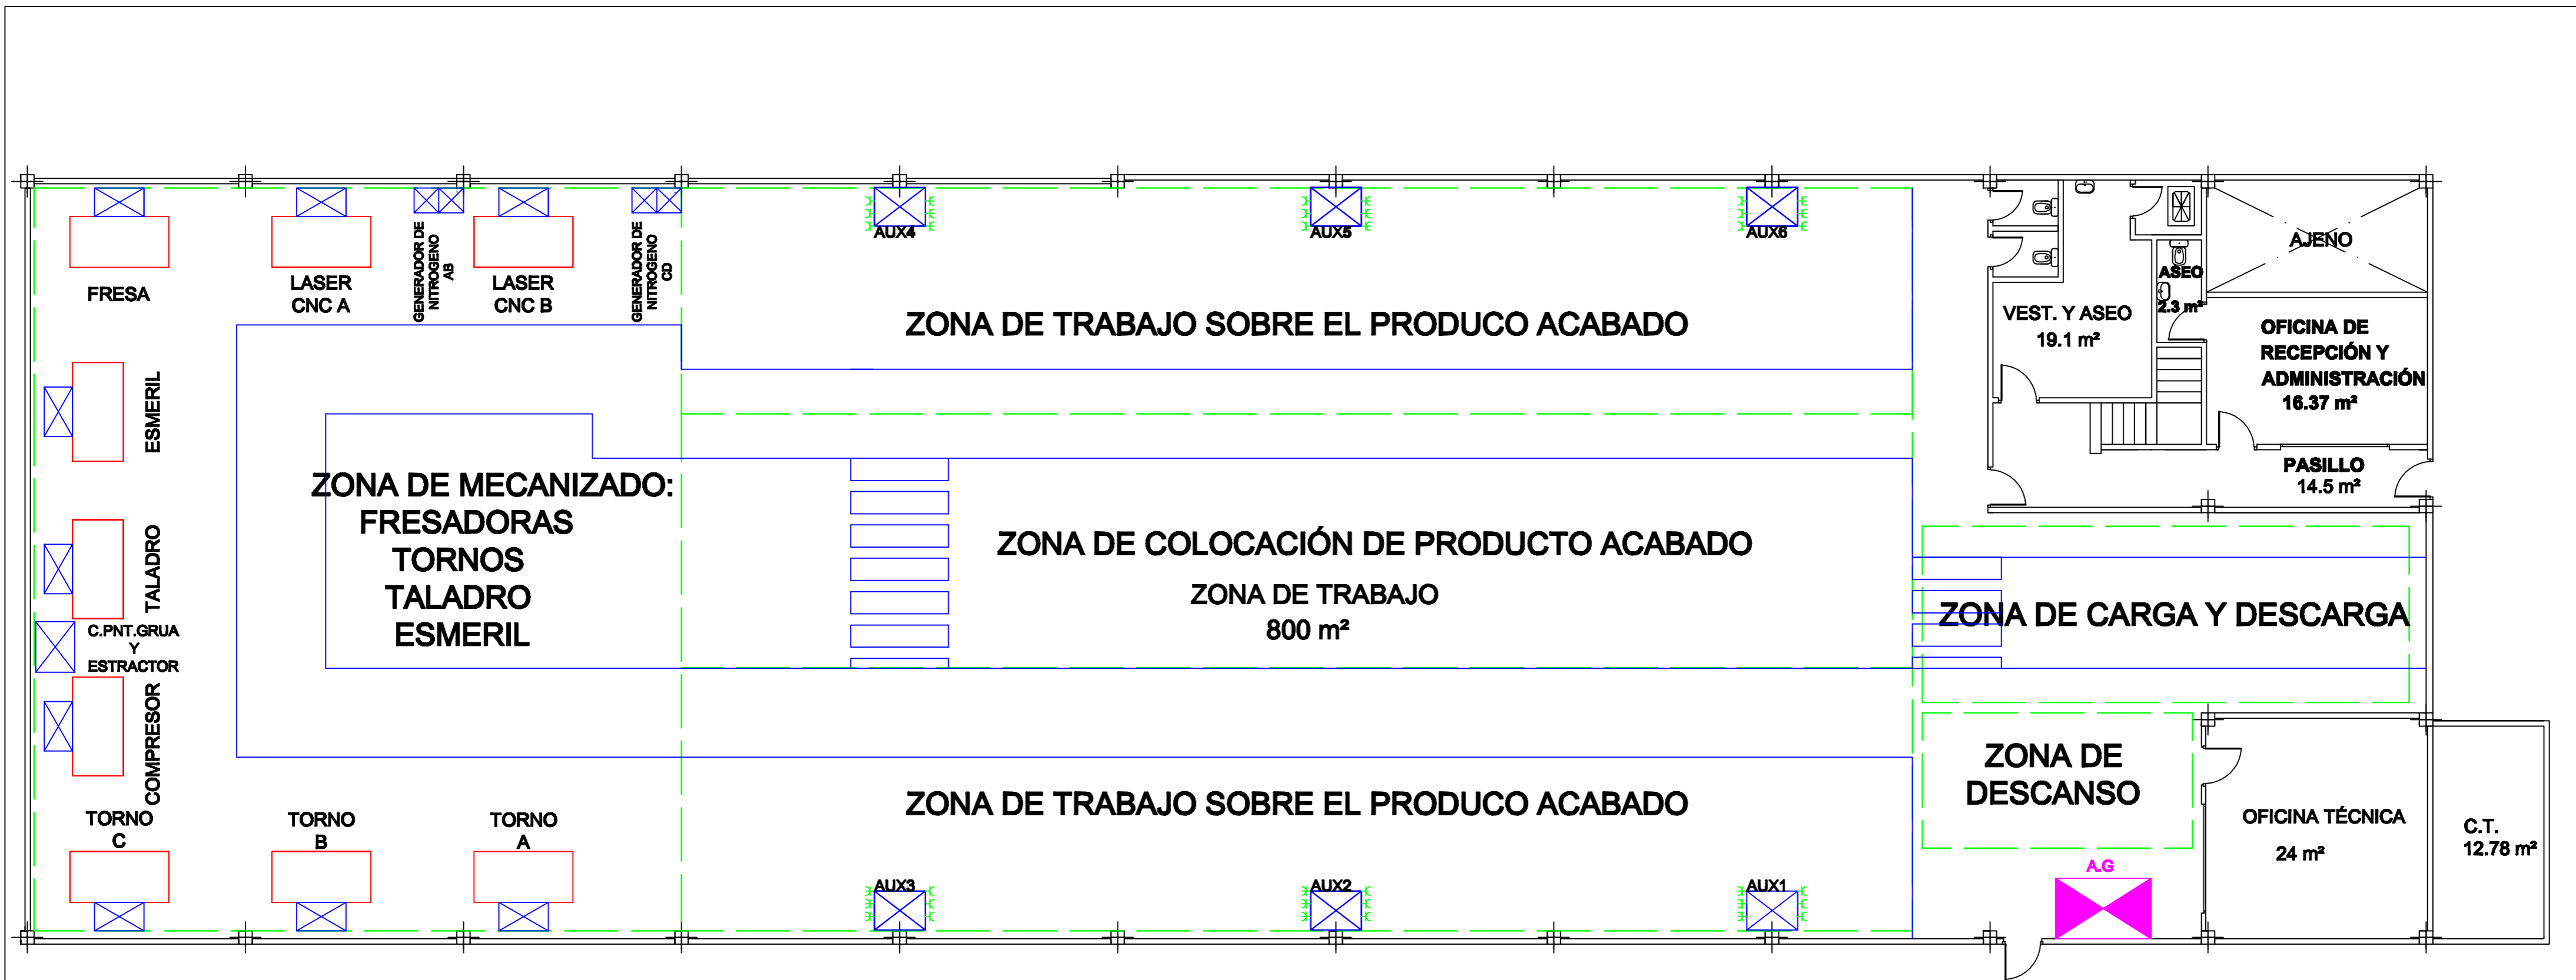 AUX4
AUX5
AUX6
FRESA
LASER
CNC A
GENERADOR DE
NITROGENO
AB
LASER
CNC B
GENERADOR DE
NITROGENO
CD
ZONA DE TRABAJO SOBRE EL PRODUCO ACABADO
VEST. Y ASEO
19.1 m²
ASEO
2.3 m²
AJENO
OFICINA DE
RECEPCIÓN Y
ADMINISTRACIÓN
16.37 m²
PASILLO
14.5 m²
ESMERIL
TALADRO
C.PNT.GRUA
Y
ESTRACTOR
COMPRESOR
ZONA DE MECANIZADO:
FRESADORAS
TORNOS
TALADRO
ESMERIL
ZONA DE COLOCACIÓN DE PRODUCTO ACABADO
ZONA DE TRABAJO
800 m²
ZONA DE CARGA Y DESCARGA
ZONA DE
DESCANSO
TORNO
C
TORNO
B
TORNO
A
ZONA DE TRABAJO SOBRE EL PRODUCO ACABADO
OFICINA TÉCNICA
24 m²
C.T.
12.78 m²
A.G
AUX3
AUX2
AUX1